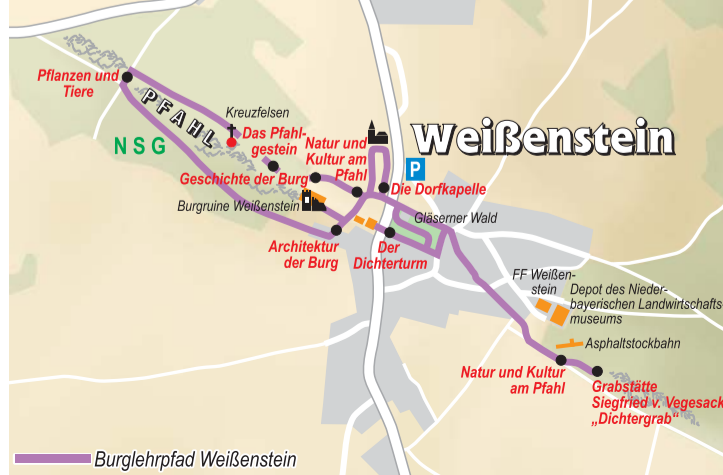 Pflanzen und
Tiere
PFAHL
NSG
Kreuzfelsen
Das Pfahl-
gestein
Natur und
Kultur am
Pfahl
Weißenstein
P
Geschichte der Burg
Die Dorfkapelle
Burgruine Weißenstein
Gläserner Wald
Architektur
der Burg
Der
Dichterturm
FF Weißen-
stein
Depot des Nieder-
bayerischen Landwirtschafts-
museums
Asphaltstockbahn
Natur und Kultur
am Pfahl
Grabstätte
Siegfried v. Vegesack
„Dichtergrab“
Burglehrpfad Weißenstein